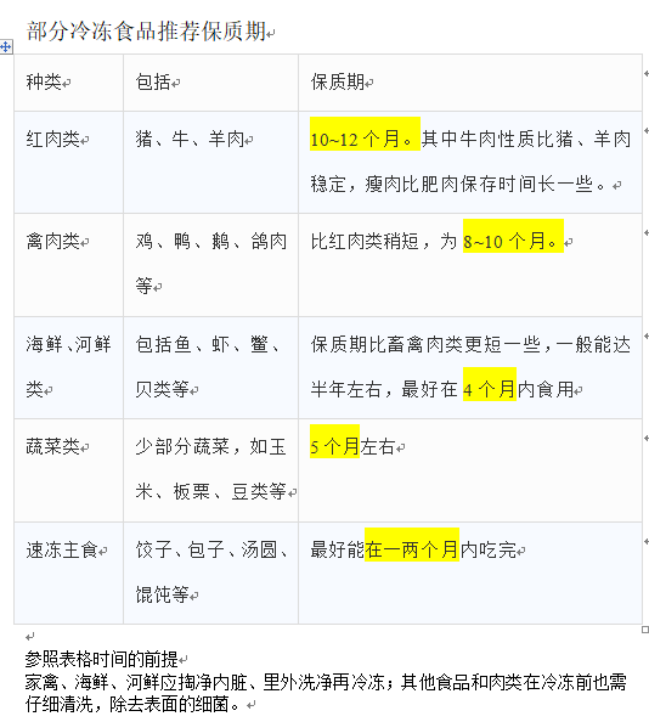 部分冷冻食品推荐保质期
种类 包括 保质期
红肉类 猪、牛、羊肉 10~12个月。其中牛肉性质比猪、羊肉
稳定，瘦肉比肥肉保存时间长一些。
禽肉类 鸡、鸭、鹅、鸽肉 比红肉类稍短，为 8~10 个月。
等
海鲜、河鲜 包括鱼、虾、鳖、 保质期比畜禽肉类更短一些，一般能达
类 贝类等 半年左右，最好在 4 个月内食用
蔬菜类 少部分蔬菜，如玉 5 个月左右
米、板栗、豆类等
速冻主食 饺子、包子、汤圆、 最好能在一两个月内吃完
馄饨等
参照表格时间的前提
家禽、海鲜、河鲜应掏净内脏、里外洗净再冷冻；其他食品和肉类在冷冻前也需
仔细清洗，除去表面的细菌。